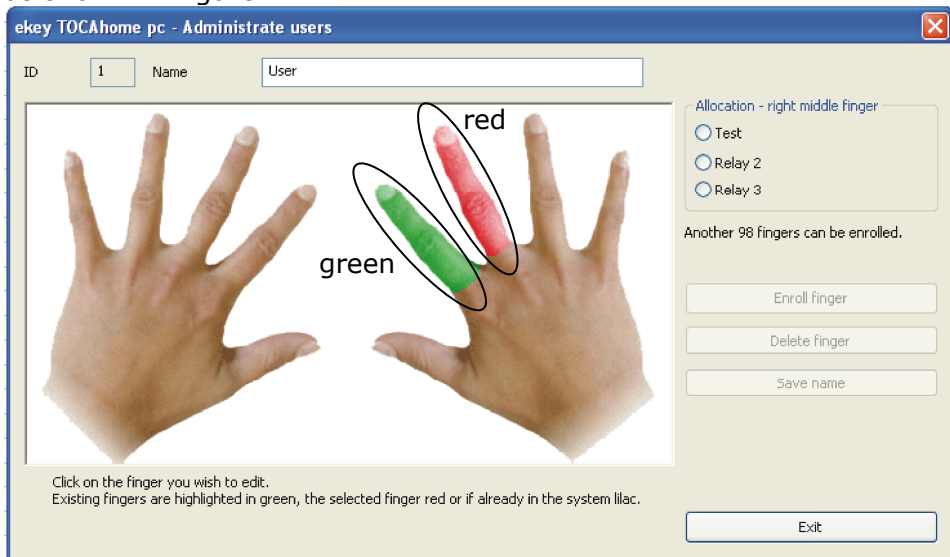 ekey TOCAhome pc - Administrate users
ID 1 Name User
Allocation - right middle finger
Test
Relay 2
Relay 3
red
green
Another 98 fingers can be enrolled.
Enroll finger
Delete finger
Save name
Click on the finger you wish to edit.
Existing fingers are highlighted in green, the selected finger red or if already in the system lilac.
Exit